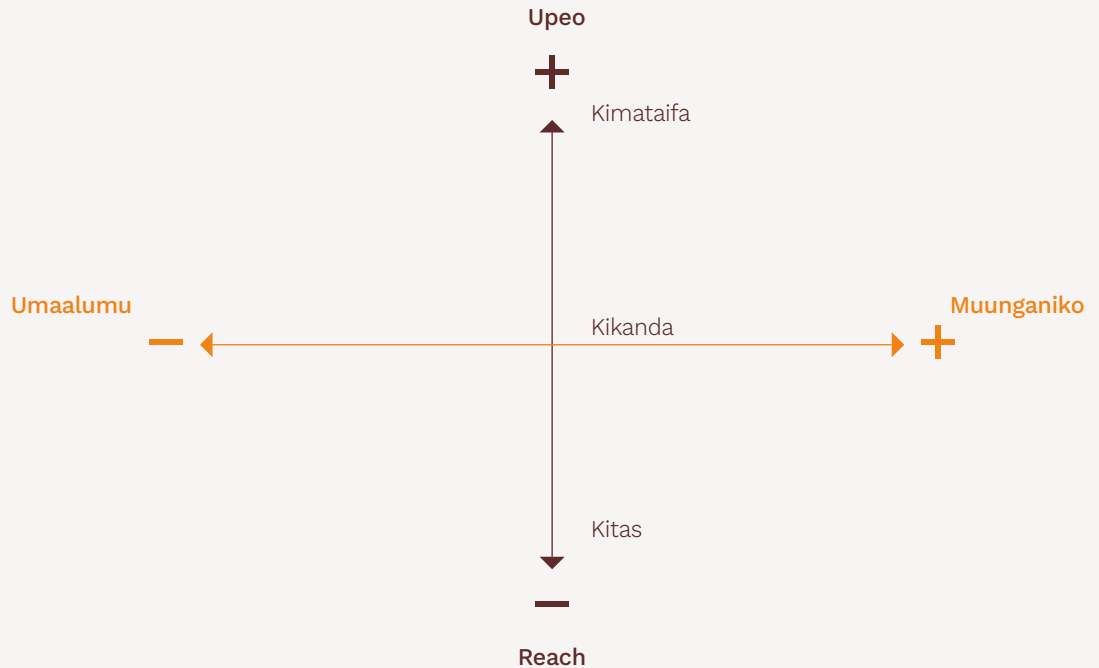 Upeo
Kimataifa
Umaalumu
Muunganiko
Kikanda
Kitas
Reach